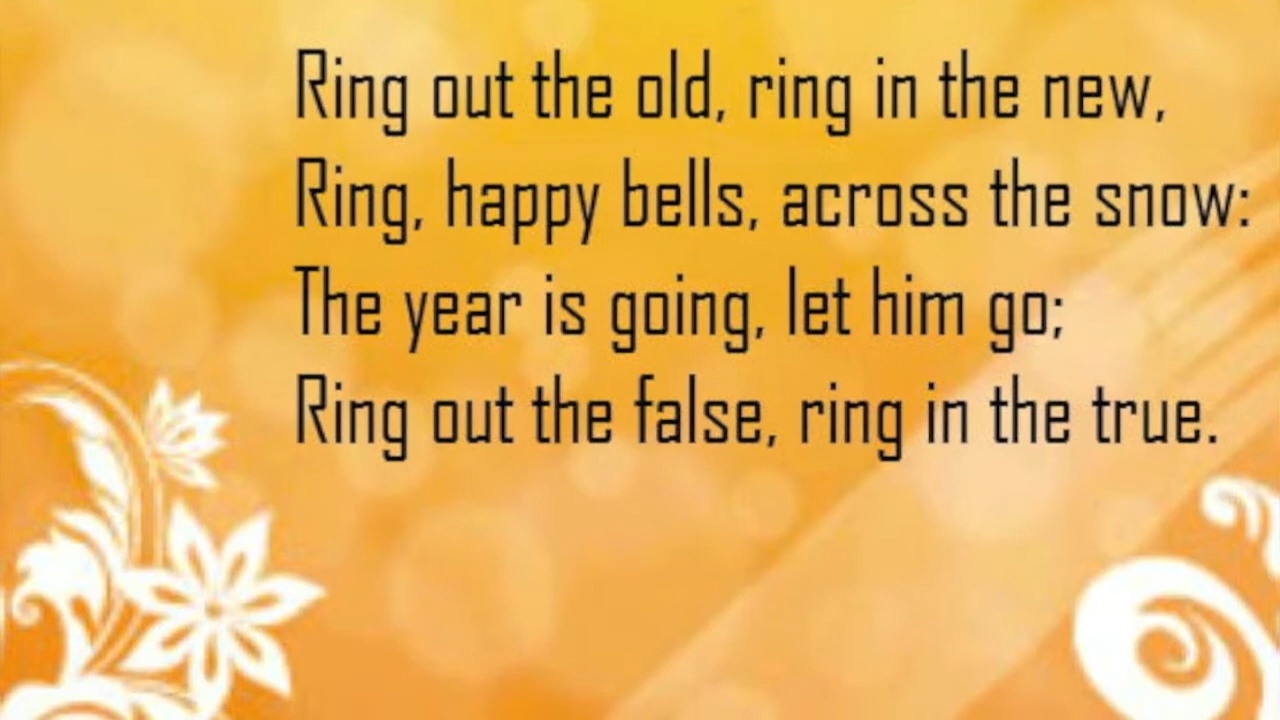 Ring out the old, ring in the new,
Ring, happy bells, across the snow:
The year is going, let him go;
Ring out the false, ring in the true.